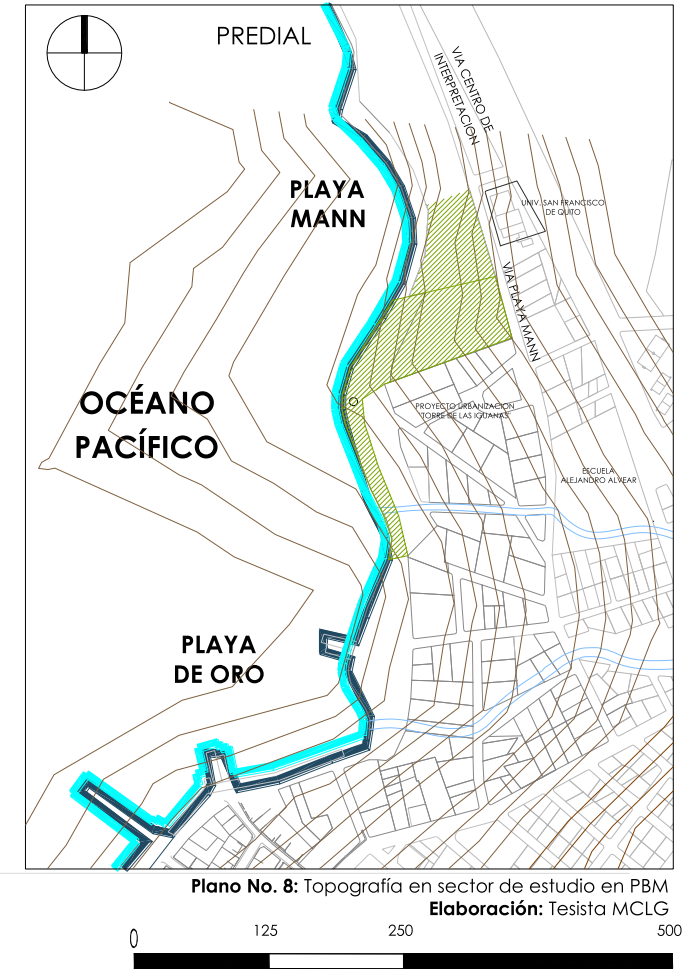 PREDIAL
VIA CENTRO DE
INTERPRETACION
PLAYA
MANN
UNIV. SAN FRANCISCO
DE QUITO
VIA PLAYA MANN
OCÉANO
PACÍFICO
PROYECTO URBANIZACION
TORRE DE LAS IGUANAS
ESCUELA
ALEJANDRO ALVEAR
PLAYA
DE ORO
Plano No. 8: Topografía en sector de estudio en PBM
Elaboración: Tesista MCLG
0 125 250 500